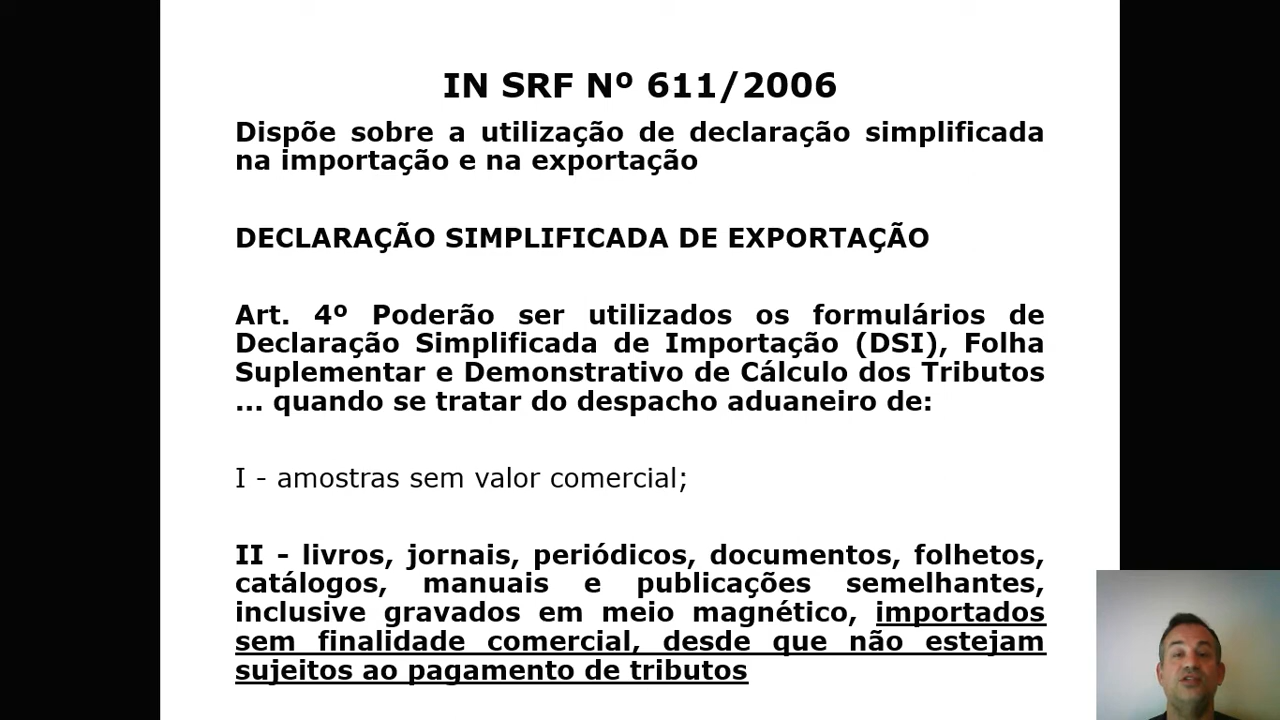 IN SRF Nº 611/2006
Dispõe sobre a utilização de declaração simplificada
na importação e na exportação
DECLARAÇÃO SIMPLIFICADA DE EXPORTAÇÃO
Art. 4º Poderão ser utilizados os formulários de
Declaração Simplificada de Importação (DSI), Folha
Suplementar e Demonstrativo de Cálculo dos Tributos
... quando se tratar do despacho aduaneiro de:
I - amostras sem valor comercial;
II - livros, jornais, periódicos, documentos, folhetos,
catálogos, manuais e publicações semelhantes,
inclusive gravados em meio magnético, importados
sem finalidade comercial, desde que não estejam
sujeitos ao pagamento de tributos